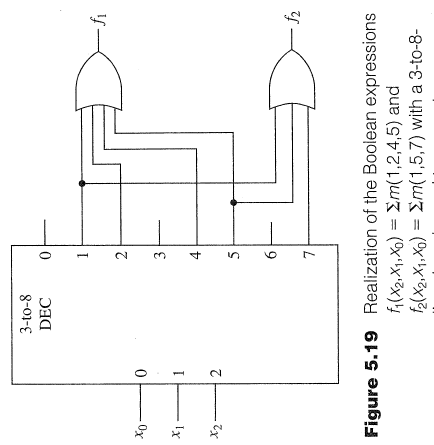 3-to-8
DEC
x₀ 0
x₁ 1
x₂ 2
0
1
2
3
4
5
6
7
f₁
f₂
Figure 5.19 Realization of the Boolean expressions
f₁(x₂,x₁,x₀) = Σm(1,2,4,5) and
f₂(x₂,x₁,x₀) = Σm(1,5,7) with a 3-to-8-